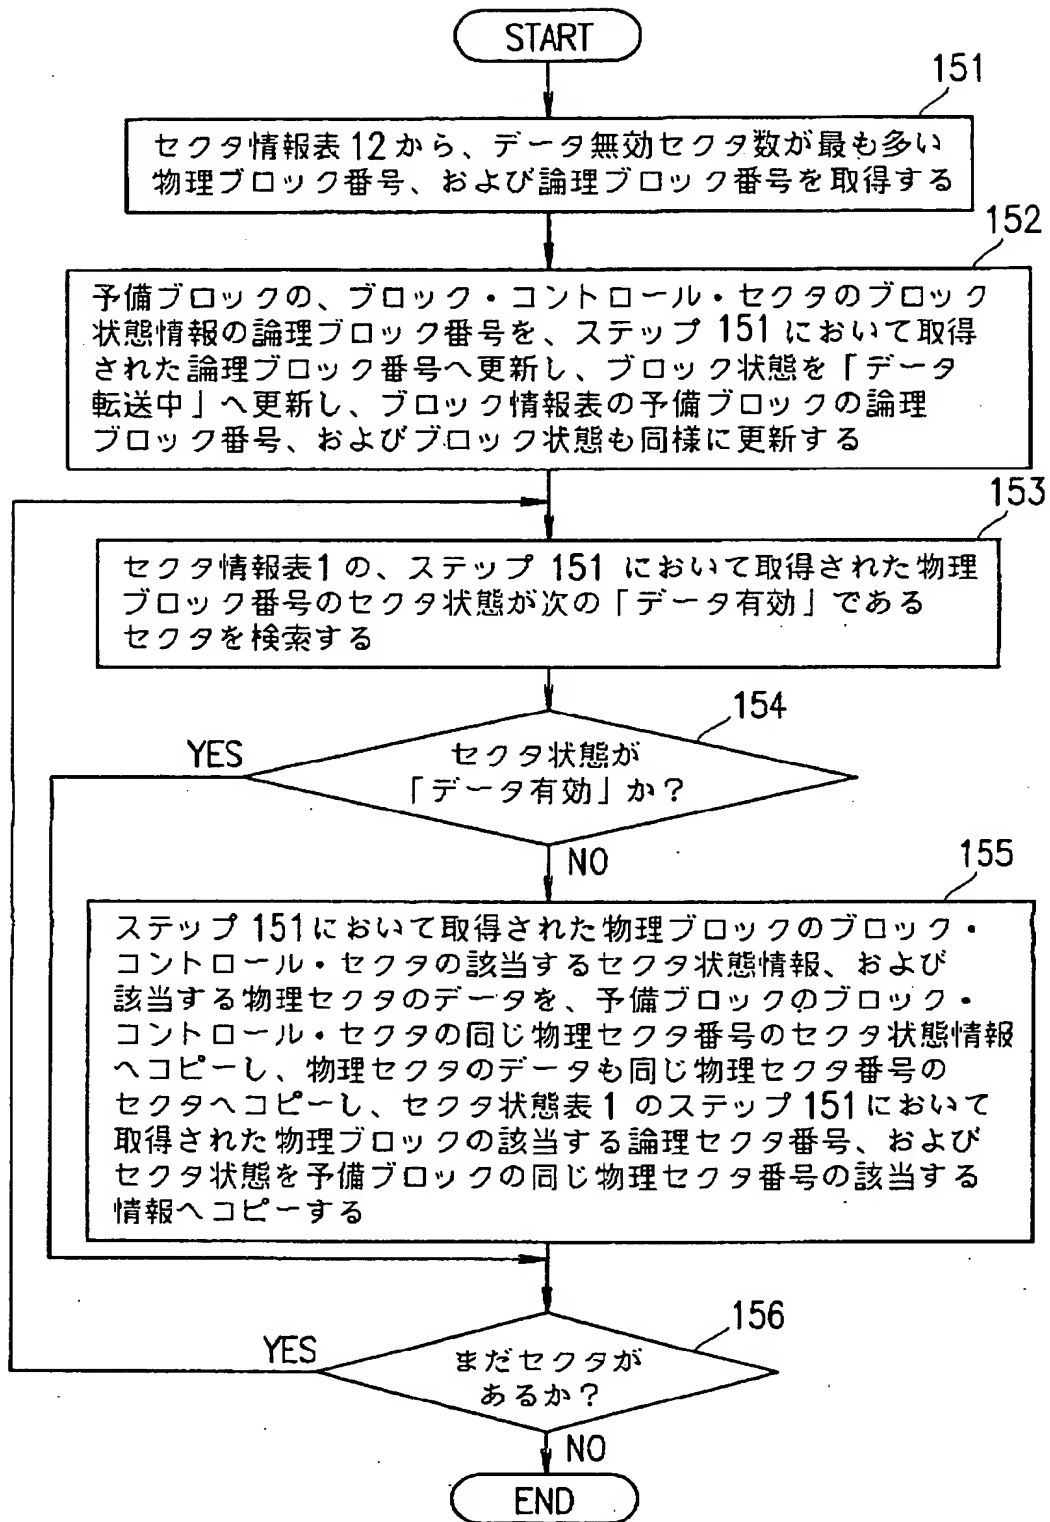 START
151
セクタ情報表12から、データ無効セクタ数が最も多い
物理ブロック番号、および論理ブロック番号を取得する
152
予備ブロックの、ブロック・コントロール・セクタのブロック
状態情報の論理ブロック番号を、ステップ151において取得
された論理ブロック番号へ更新し、ブロック状態を「データ
転送中」へ更新し、ブロック情報表の予備ブロックの論理
ブロック番号、およびブロック状態も同様に更新する
153
セクタ情報表1の、ステップ151において取得された物理
ブロック番号のセクタ状態が次の「データ有効」である
セクタを検索する
154
YES
セクタ状態が
「データ有効」か?
NO
155
ステップ151において取得された物理ブロックのブロック・
コントロール・セクタの該当するセクタ状態情報、および
該当する物理セクタのデータを、予備ブロックのブロック・
コントロール・セクタの同じ物理セクタ番号のセクタ状態情報
へコピーし、物理セクタのデータも同じ物理セクタ番号の
セクタへコピーし、セクタ状態表1のステップ151において
取得された物理ブロックの該当する論理セクタ番号、および
セクタ状態を予備ブロックの同じ物理セクタ番号の該当する
情報へコピーする
156
YES
まだセクタが
あるか?
NO
END